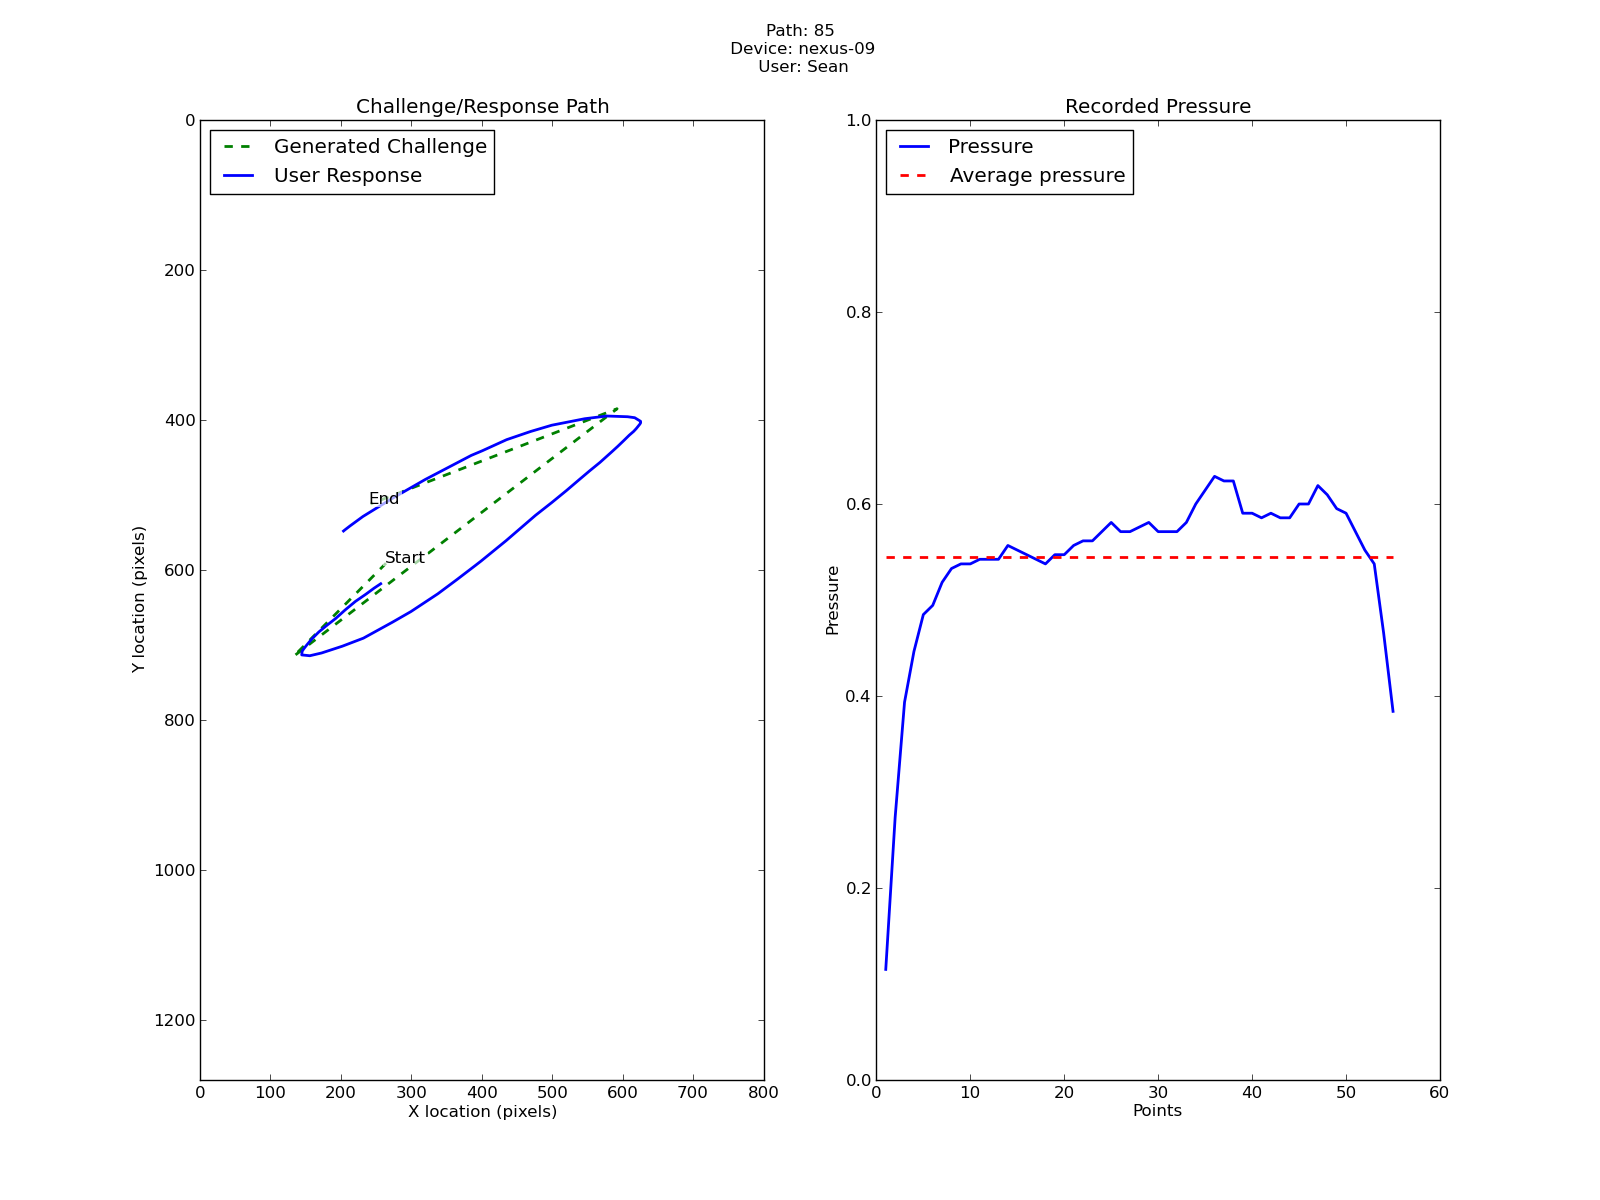 Path: 85
Device: nexus-09
User: Sean
Challenge/Response Path
Generated Challenge
User Response
0
200
400
600
800
1000
1200
Y location (pixels)
End
Start
0 100 200 300 400 500 600 700 800
X location (pixels)
Recorded Pressure
Pressure
Average pressure
1.0
0.8
0.6
0.4
0.2
0.0
Pressure
0 10 20 30 40 50 60
Points